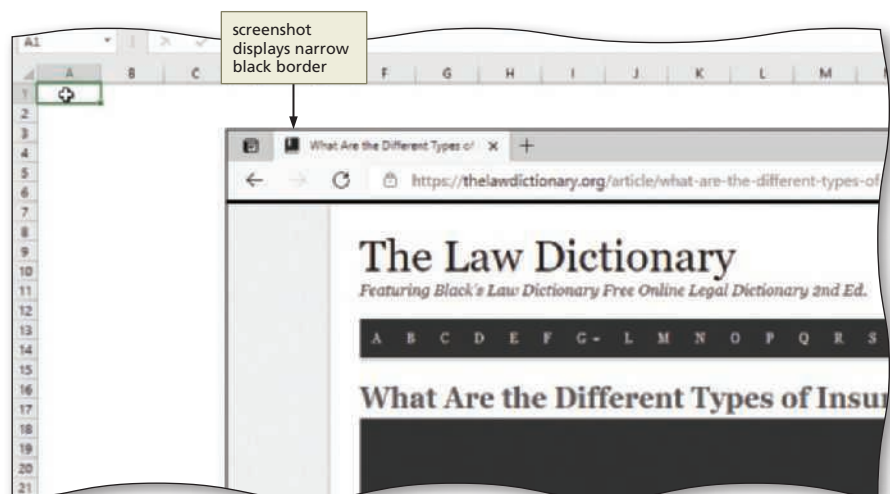 screenshot
displays narrow
black border
A1
A B C F G H I J K L M
1
2
3
4
5
6
7
8
9
10
11
12
13
14
15
16
17
18
19
20
21
What Are the Different Types of
https://thelawdictionary.org/article/what-are-the-different-types-of
The Law Dictionary
Featuring Black's Law Dictionary Free Online Legal Dictionary 2nd Ed.
A B C D E F G- L M N O P Q R S
What Are the Different Types of Insur